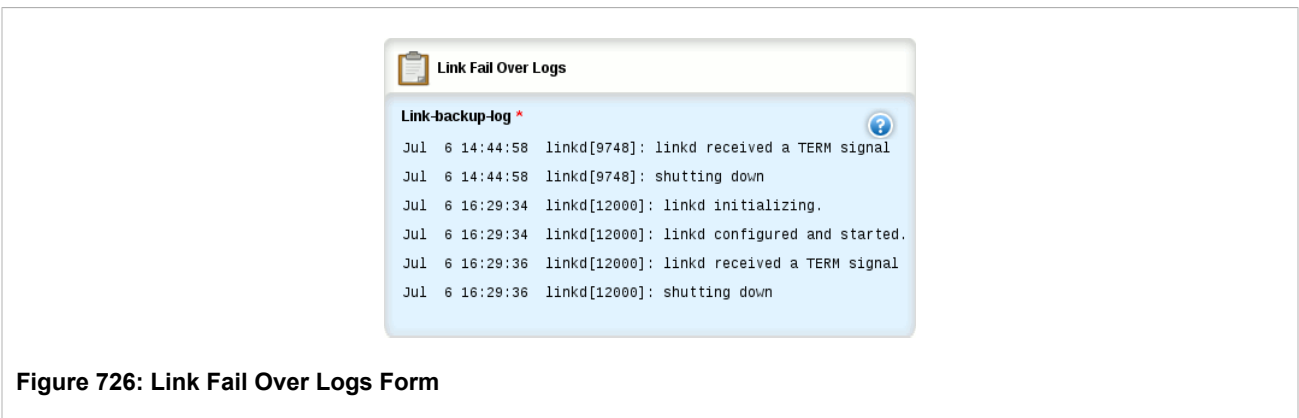 Link Fail Over Logs
Link-backup-log *
?
Jul  6 14:44:58  linkd[9748]: linkd received a TERM signal
Jul  6 14:44:58  linkd[9748]: shutting down
Jul  6 16:29:34  linkd[12000]: linkd initializing.
Jul  6 16:29:34  linkd[12000]: linkd configured and started.
Jul  6 16:29:36  linkd[12000]: linkd received a TERM signal
Jul  6 16:29:36  linkd[12000]: shutting down
Figure 726: Link Fail Over Logs Form